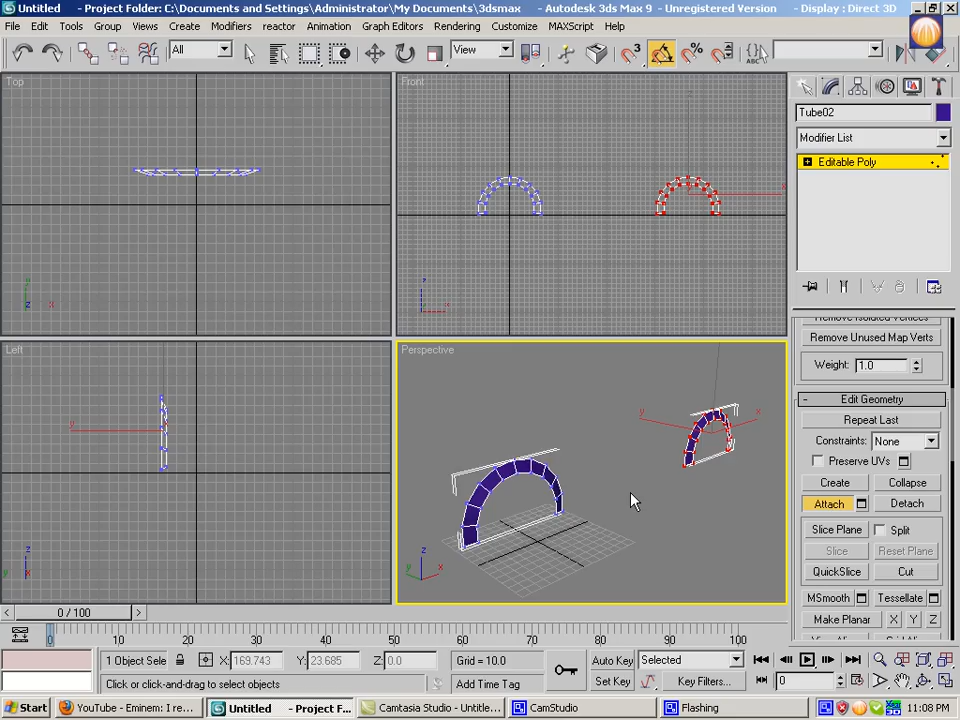 Untitled - Project Folder: C:\Documents and Settings\Administrator\My Documents\3dsmax - Autodesk 3ds Max 9 - Unregistered Version - Display : Direct 3D
File Edit Tools Group Views Create Modifiers reactor Animation Graph Editors Rendering Customize MAXScript Help
All View 3 % ABC
Top Front
Left Perspective
Tube02
Modifier List
Editable Poly
Remove Isolated Vertices
Remove Unused Map Verts
Weight: 1.0
- Edit Geometry
Repeat Last
Constraints: None
Preserve UVs
Create Collapse
Attach Detach
Slice Plane Split
Slice Reset Plane
QuickSlice Cut
MSmooth Tessellate
Make Planar X Y Z
z x y
0 / 100
0 10 20 30 40 50 60 70 80 90 100
1 Object Sele X: 169.743 Y: 23.685 Z: 0.0 Grid = 10.0 Auto Key Selected
Click or click-and-drag to select objects Add Time Tag Set Key Key Filters... 0
Start YouTube - Eminem: I re... Untitled - Project F... Camtasia Studio - Untitle... CamStudio Flashing 11:08 PM